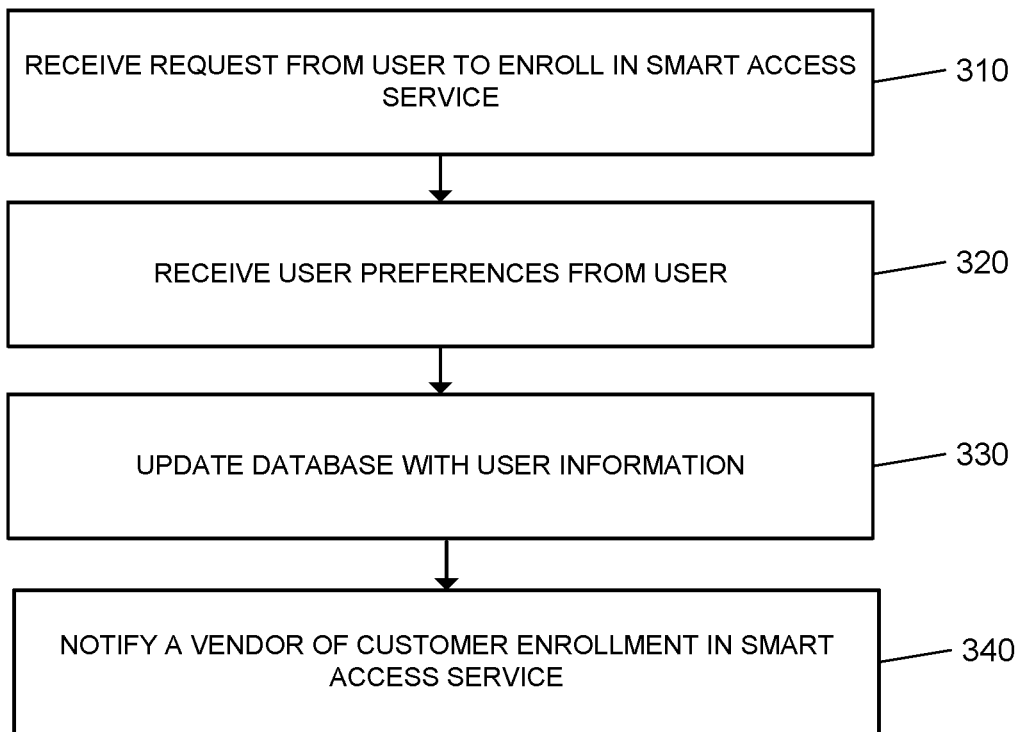 RECEIVE REQUEST FROM USER TO ENROLL IN SMART ACCESS
SERVICE
310
RECEIVE USER PREFERENCES FROM USER
320
UPDATE DATABASE WITH USER INFORMATION
330
NOTIFY A VENDOR OF CUSTOMER ENROLLMENT IN SMART
ACCESS SERVICE
340